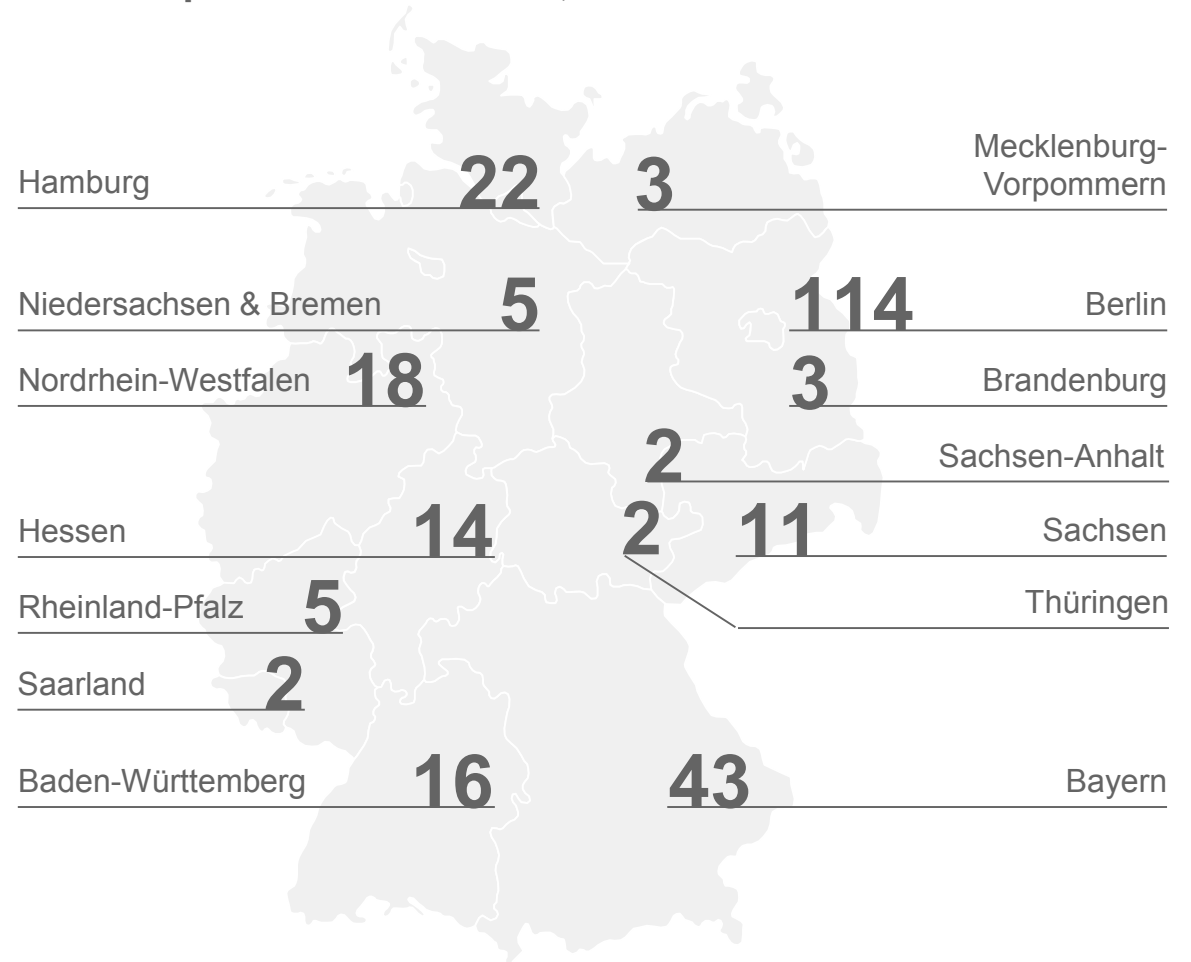 Hamburg 22
3 Mecklenburg-
Vorpommern
Niedersachsen & Bremen 5
114 Berlin
Nordrhein-Westfalen 18
3 Brandenburg
2 Sachsen-Anhalt
Hessen 14
2
11 Sachsen
Rheinland-Pfalz 5
Thüringen
Saarland 2
Baden-Württemberg 16
43 Bayern